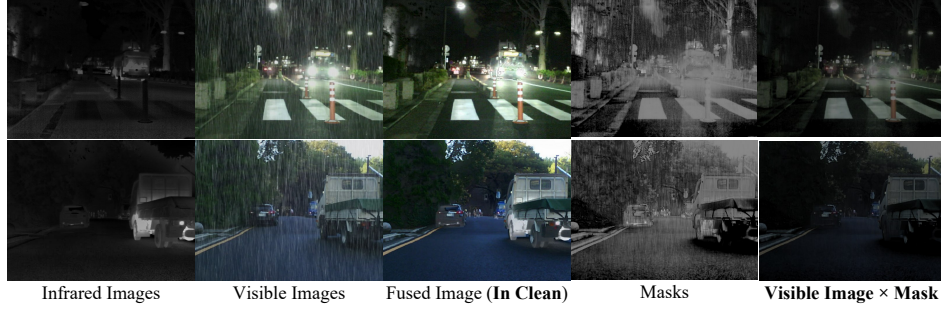 Infrared Images
Visible Images
Fused Image (In Clean)
Masks
Visible Image × Mask